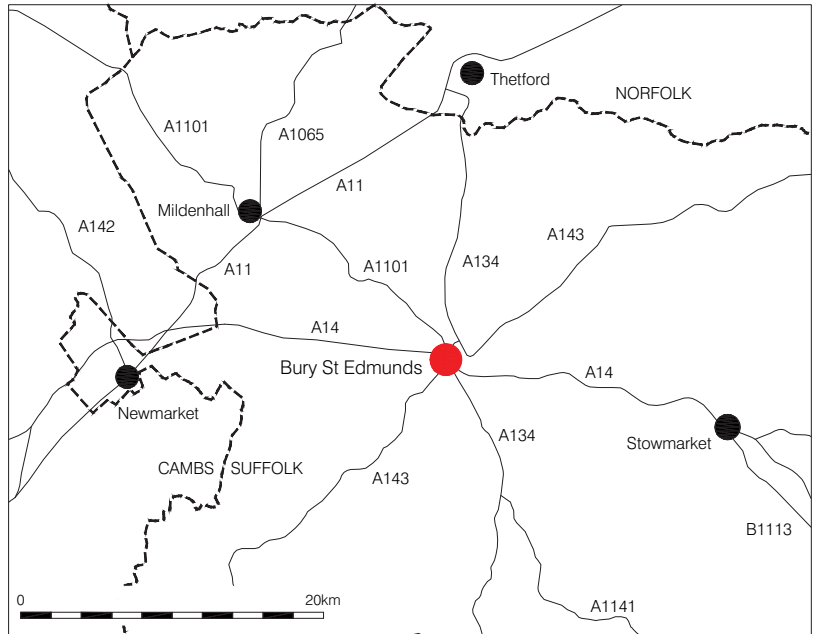 Thetford
NORFOLK
A1101
A1065
A11
Mildenhall
A142
A143
A134
A11
A1101
A14
Bury St Edmunds
A14
Newmarket
A134
Stowmarket
CAMBS
SUFFOLK
A143
B1113
0
20km
A1141